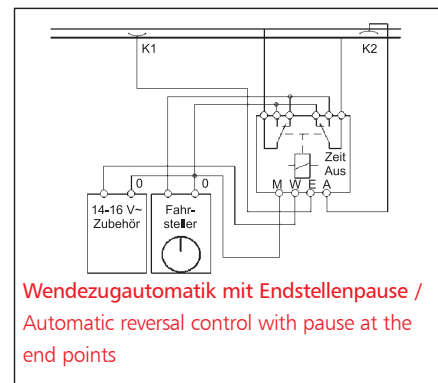 K1 K2
Zeit
Aus
0 0 M W E A
14-16 V~ Fahr-
Zubehör steller
Wendezugautomatik mit Endstellenpause /
Automatic reversal control with pause at the
end points